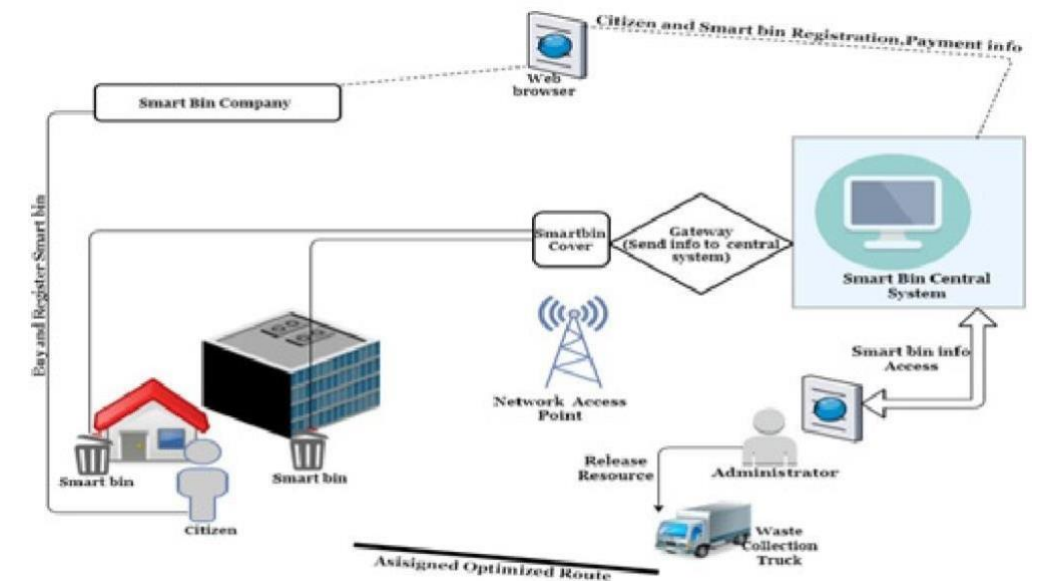 Citizen and Smart bin Registration,Payment info
Web
browser
Smart Bin Company
Buy and Register Smart bin
Smartbin
Cover
Gateway
(Send info to central
system)
Smart Bin Central
System
Smart bin info
Access
Network Access
Point
Release
Resource
Administrator
Smart bin
Smart bin
Citizen
Waste
Collection
Truck
Asisigned Optimized Route